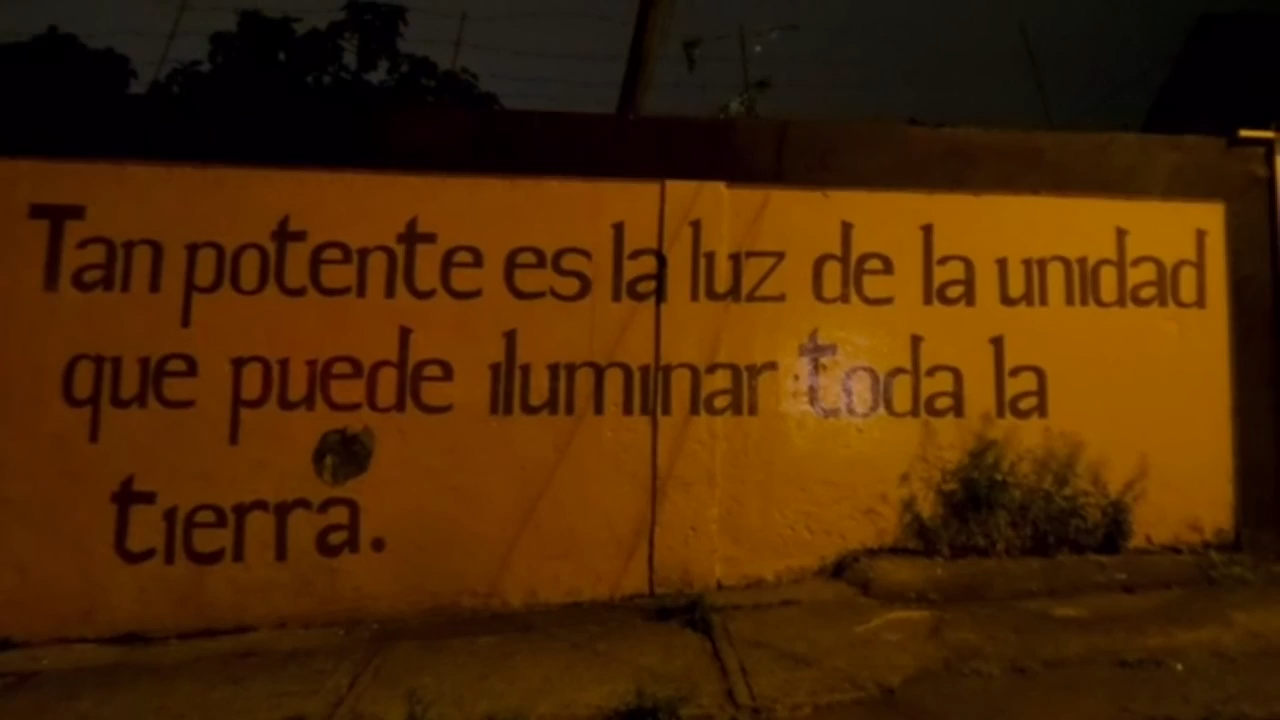 Tan potente es la luz de la unidad
que puede iluminar toda la
tierra.